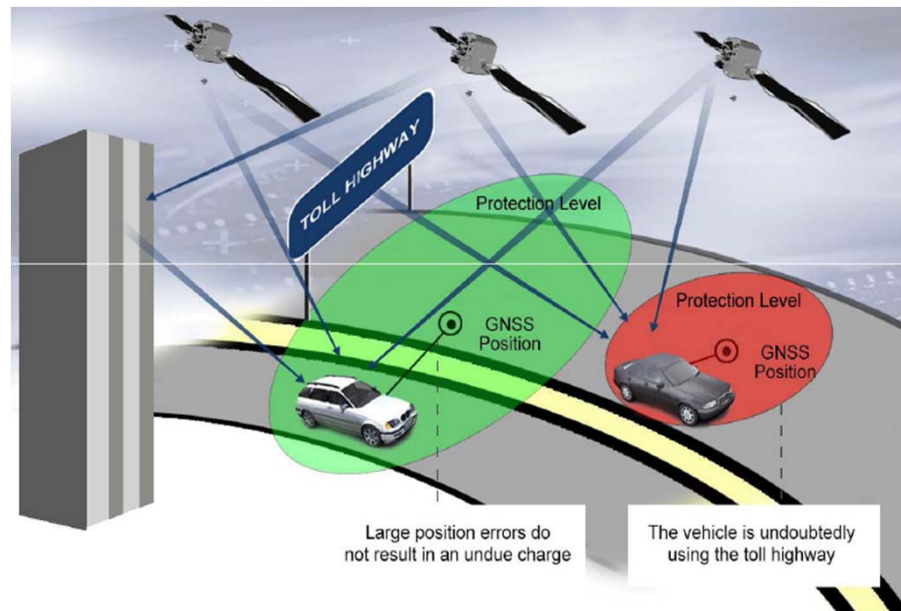 TOLL HIGHWAY
Protection Level
GNSS
Position
Protection Level
GNSS
Position
Large position errors do
not result in an undue charge
The vehicle is undoubtedly
using the toll highway